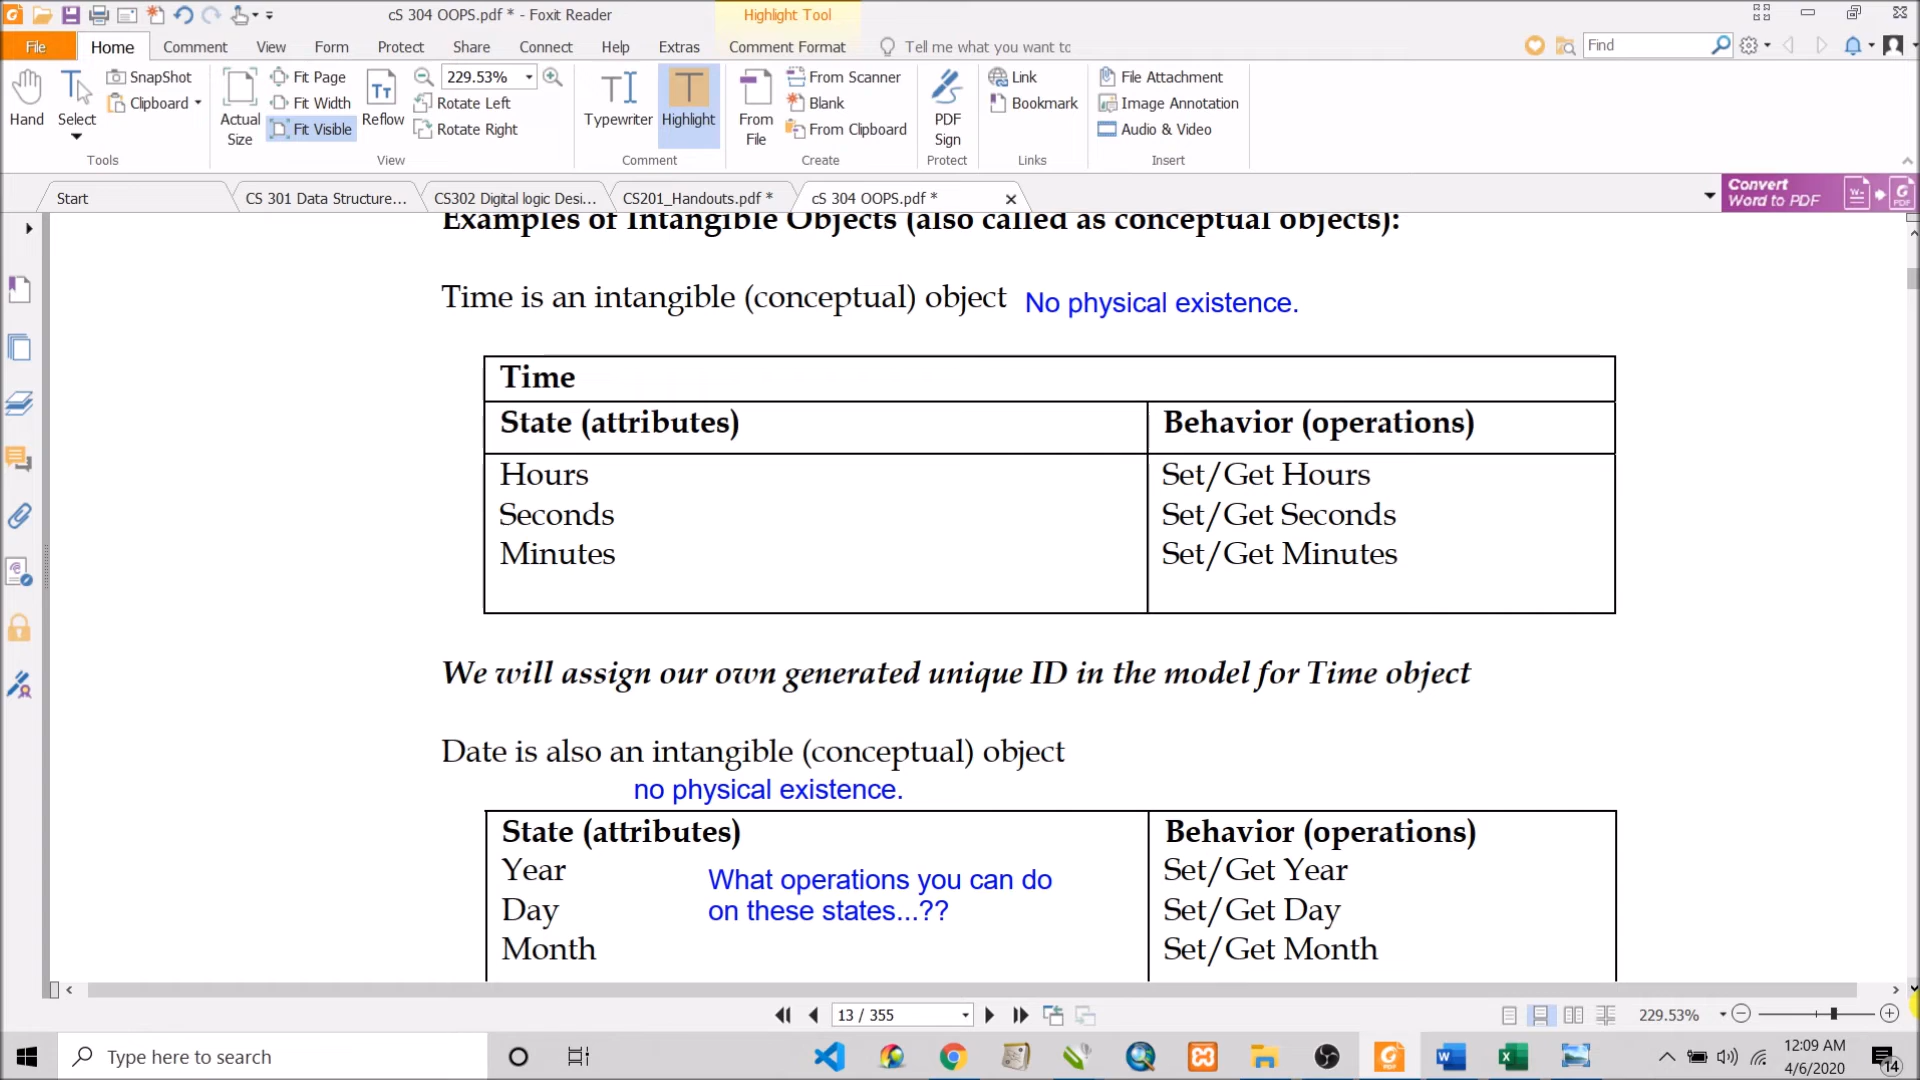 cS 304 OOPS.pdf * - Foxit Reader
Highlight Tool
File Home Comment View Form Protect Share Connect Help Extras Comment Format Tell me what you want to Find
Hand
Select
SnapShot
Clipboard
Tools
Actual Size
Fit Page
Fit Width
Fit Visible
Reflow
229.53%
Rotate Left
Rotate Right
View
Typewriter
Highlight
Comment
From File
From Scanner
Blank
From Clipboard
Create
PDF Sign
Protect
Link
Bookmark
Links
File Attachment
Image Annotation
Audio & Video
Insert
Start CS 301 Data Structure... CS302 Digital logic Desi... CS201_Handouts.pdf * cS 304 OOPS.pdf *
Convert
Word to PDF
Examples of Intangible Objects (also called as conceptual objects):
Time is an intangible (conceptual) object No physical existence.
Time
State (attributes) Behavior (operations)
Hours Set/Get Hours
Seconds Set/Get Seconds
Minutes Set/Get Minutes
We will assign our own generated unique ID in the model for Time object
Date is also an intangible (conceptual) object
no physical existence.
State (attributes) Behavior (operations)
Year Set/Get Year
What operations you can do
Day Set/Get Day
on these states...??
Month Set/Get Month
13 / 355
229.53%
Type here to search
12:09 AM
4/6/2020
14